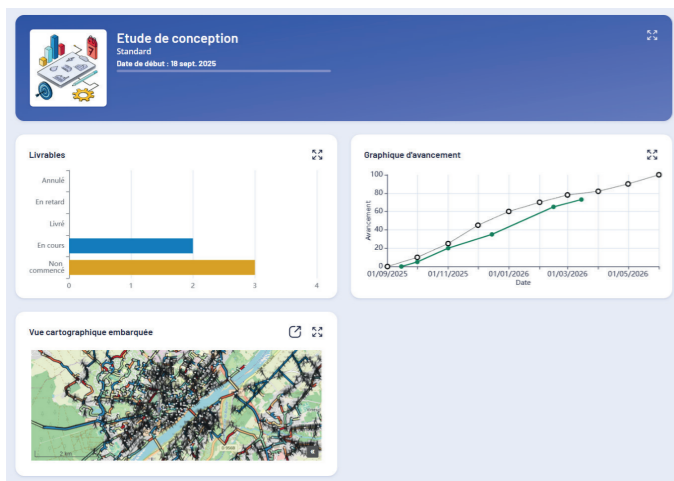 Etude de conception
Standard
Date de début : 18 sept. 2025
Livrables
Annulé
En retard
Livré
En cours
Non
commencé
0 1 2 3 4
Graphique d'avancement
100
80
60
40
20
0
Avancement
01/09/2025 01/11/2025 01/01/2026 01/03/2026 01/05/2026
Date
Vue cartographique embarquée
2 km